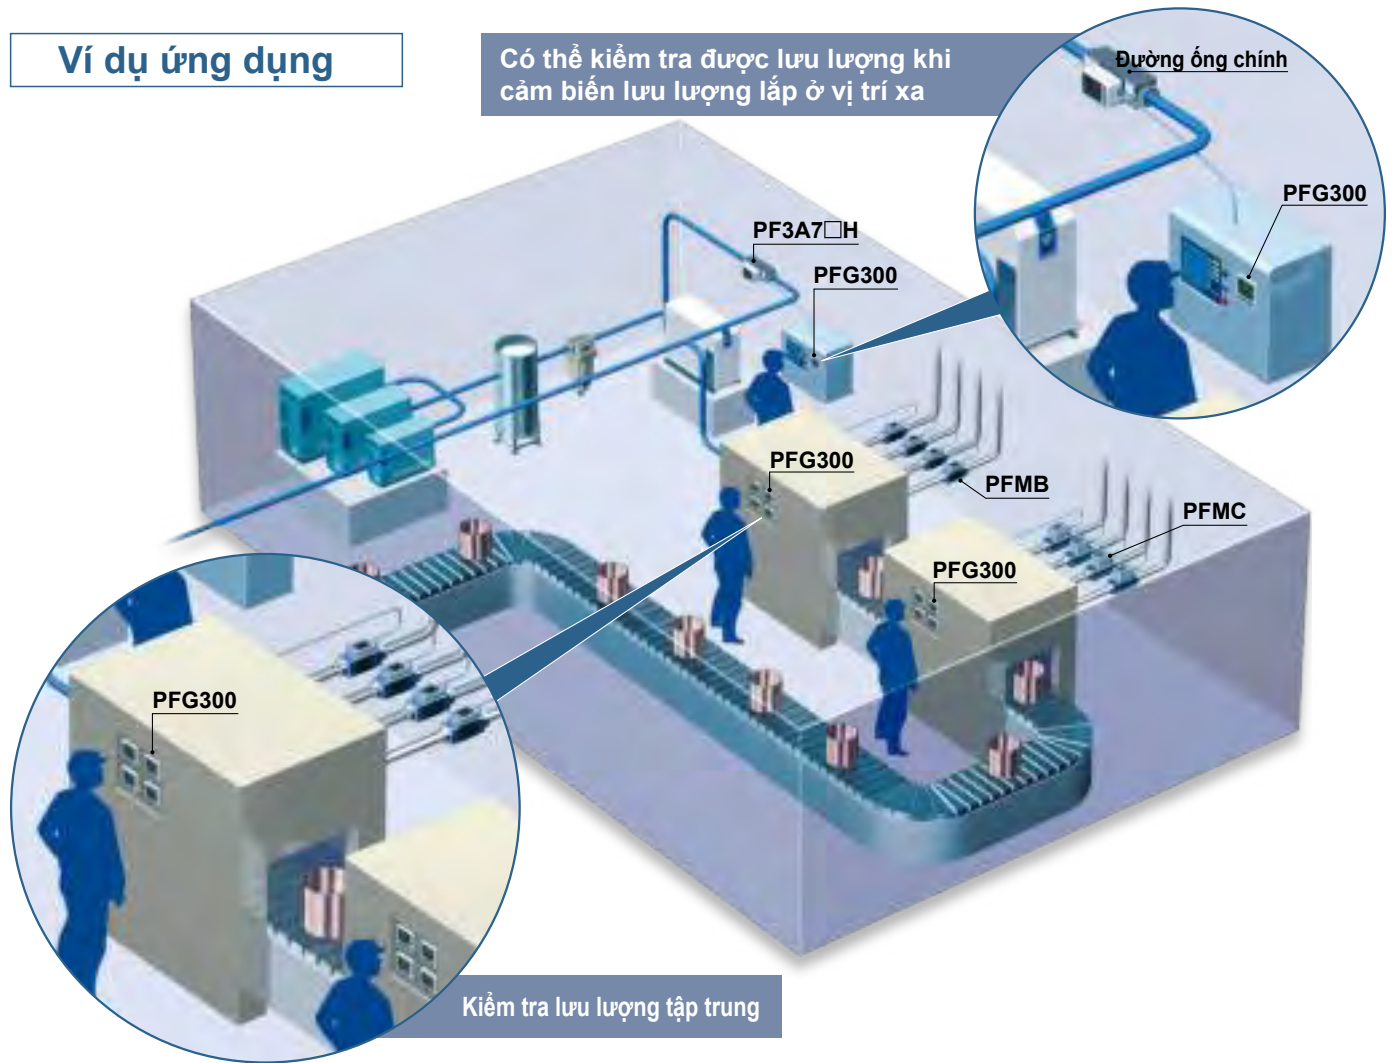 Ví dụ ứng dụng
Có thể kiểm tra được lưu lượng khi
cảm biến lưu lượng lắp ở vị trí xa
Đường ống chính
PFG300
PF3A7□H
PFG300
PFG300
PFMB
PFMC
PFG300
PFG300
Kiểm tra lưu lượng tập trung